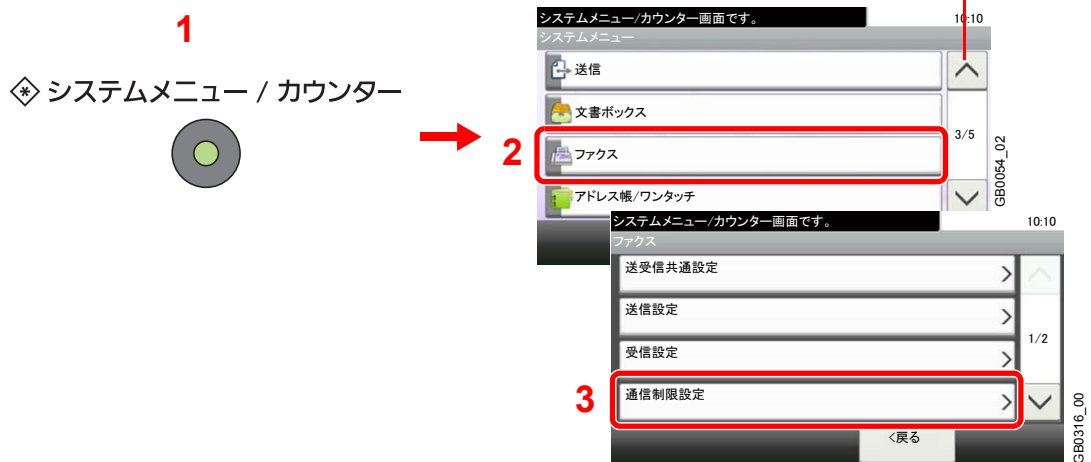 1
システムメニュー / カウンター
システムメニュー/カウンター画面です。 10:10
システムメニュー
送信
文書ボックス
2
ファクス
3/5
アドレス帳/ワンタッチ
GB0054_02
システムメニュー/カウンター画面です。 10:10
ファクス
送受信共通設定
送信設定
1/2
受信設定
3
通信制限設定
<戻る
GB0316_00